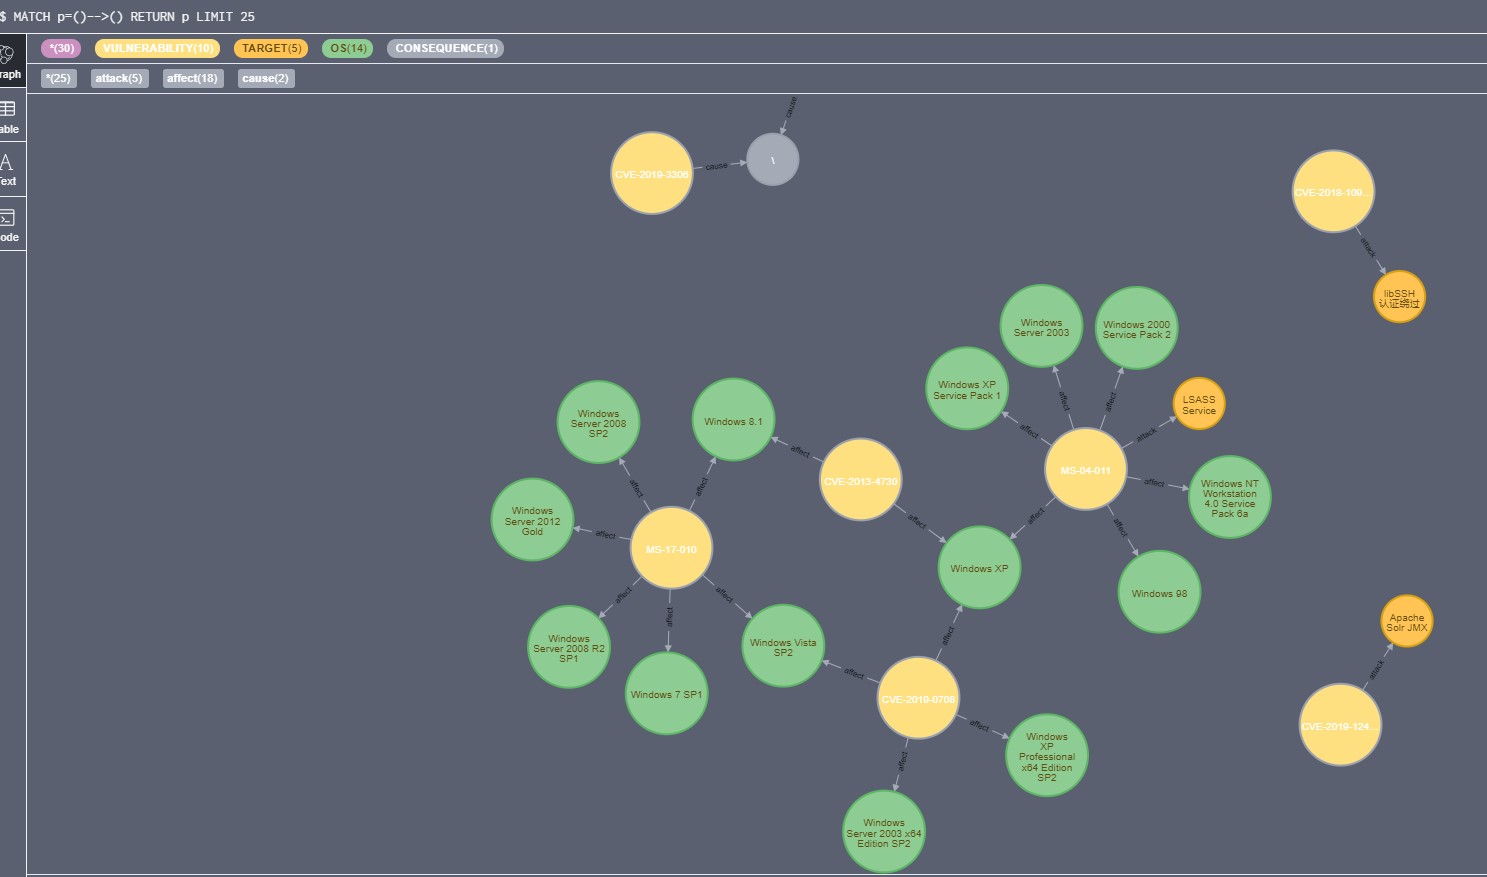 $ MATCH p=()-->() RETURN p LIMIT 25
*(30) VULNERABILITY(10) TARGET(5) OS(14) CONSEQUENCE(1)
*(25) attack(5) affect(18) cause(2)
raph
able
Text
ode
cause
CVE-2019-3306
cause
\
CVE-2018-109...
attack
libSSH
认证绕过
Windows
Server 2003
Windows 2000
Service Pack 2
Windows XP
Service Pack 1
LSASS
Service
affect
affect
affect
attack
MS-04-011
affect
Windows NT
Workstation
4.0 Service
Pack 6a
affect
affect
Windows 98
Windows
Server 2008
SP2
Windows 8.1
affect
CVE-2013-4730
affect
Windows XP
Windows
Server 2012
Gold
affect
affect
affect
MS-17-010
affect
affect
affect
Windows
Server 2008 R2
SP1
Windows 7 SP1
Windows Vista
SP2
affect
affect
CVE-2019-0708
affect
affect
Windows
XP
Professional
x64 Edition
SP2
Windows
Server 2003 x64
Edition SP2
Apache
Solr JMX
attack
CVE-2019-124...